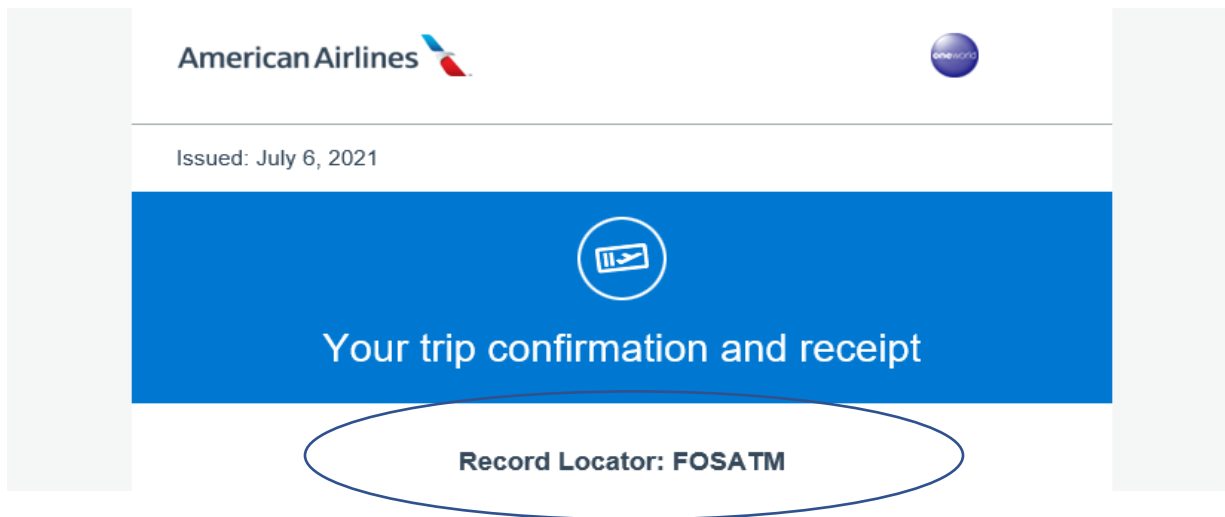 American Airlines
oneworld
Issued: July 6, 2021
Your trip confirmation and receipt
Record Locator: FOSATM